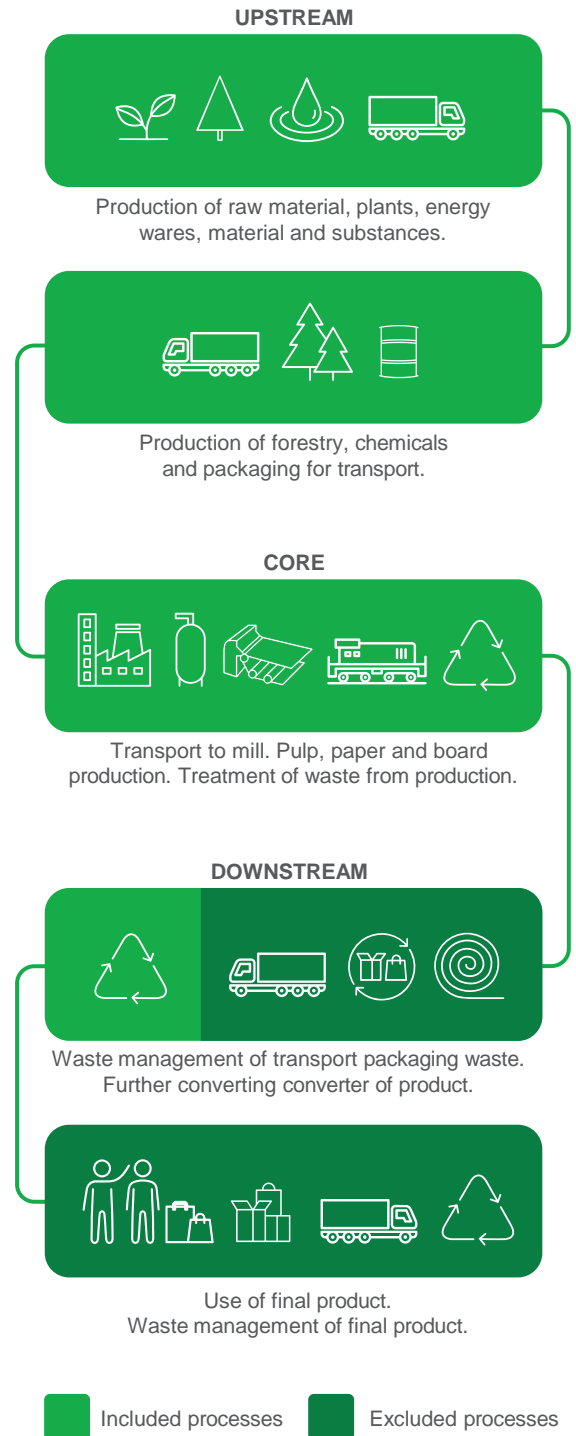 UPSTREAM
Production of raw material, plants, energy
wares, material and substances.
Production of forestry, chemicals
and packaging for transport.
CORE
Transport to mill. Pulp, paper and board
production. Treatment of waste from production.
DOWNSTREAM
Waste management of transport packaging waste.
Further converting converter of product.
Use of final product.
Waste management of final product.
Included processes
Excluded processes